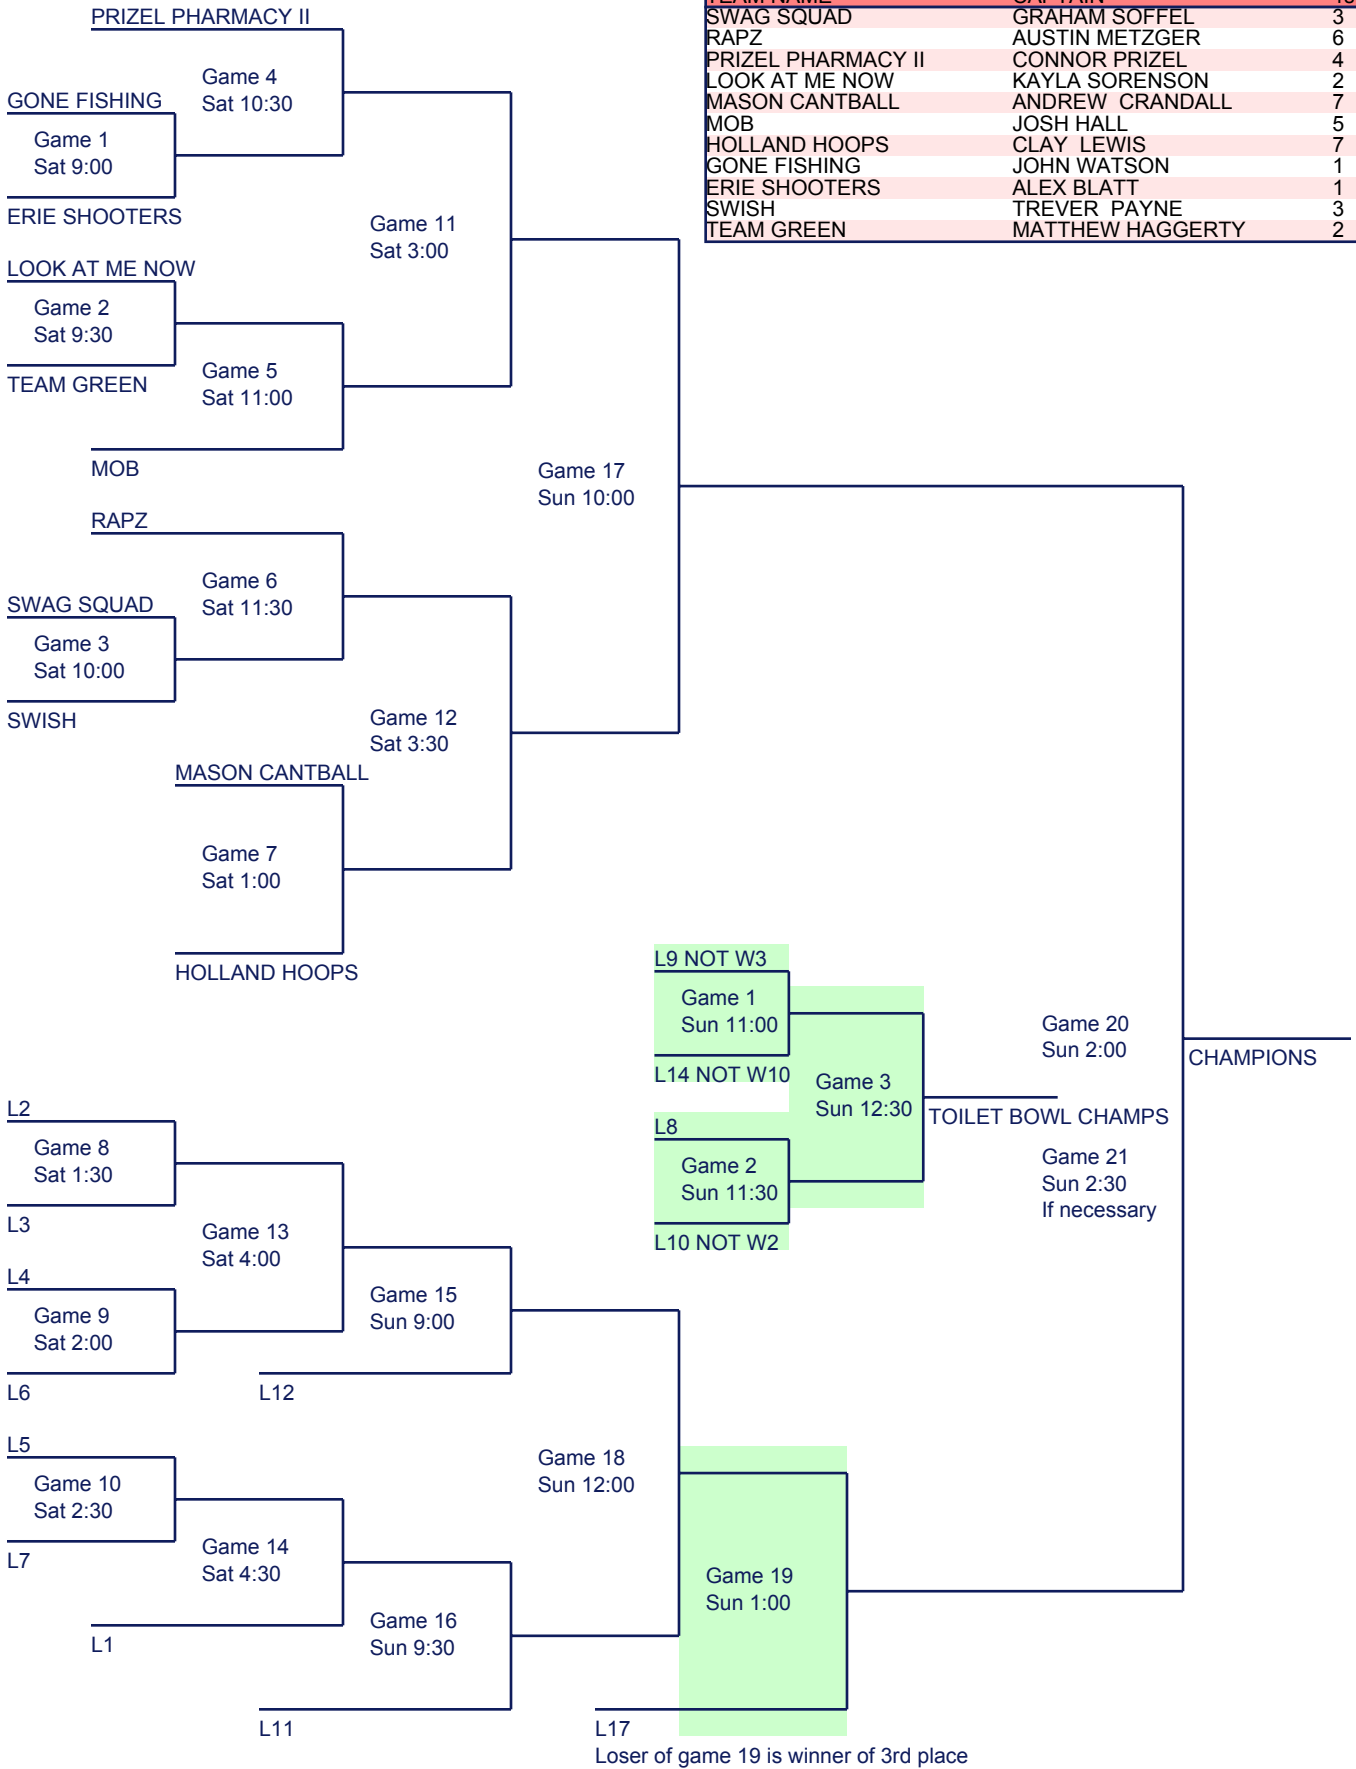 PRIZEL PHARMACY II
Game 4
Sat 10:30
GONE FISHING
Game 1
Sat 9:00
ERIE SHOOTERS
Game 11
Sat 3:00
LOOK AT ME NOW
Game 2
Sat 9:30
TEAM GREEN
Game 5
Sat 11:00
MOB
Game 17
Sun 10:00
RAPZ
Game 6
Sat 11:30
SWAG SQUAD
Game 3
Sat 10:00
SWISH
Game 12
Sat 3:30
MASON CANTBALL
Game 7
Sat 1:00
HOLLAND HOOPS
SWAG SQUAD GRAHAM SOFFEL 3
RAPZ AUSTIN METZGER 6
PRIZEL PHARMACY II CONNOR PRIZEL 4
LOOK AT ME NOW KAYLA SORENSON 2
MASON CANTBALL ANDREW CRANDALL 7
MOB JOSH HALL 5
HOLLAND HOOPS CLAY LEWIS 7
GONE FISHING JOHN WATSON 1
ERIE SHOOTERS ALEX BLATT 1
SWISH TREVER PAYNE 3
TEAM GREEN MATTHEW HAGGERTY 2
L9 NOT W3
Game 1
Sun 11:00
L14 NOT W10
Game 3
Sun 12:30
L8
Game 2
Sun 11:30
L10 NOT W2
TOILET BOWL CHAMPS
Game 20
Sun 2:00
CHAMPIONS
Game 21
Sun 2:30
If necessary
L2
Game 8
Sat 1:30
L3
Game 13
Sat 4:00
L4
Game 9
Sat 2:00
L6
Game 15
Sun 9:00
L12
L5
Game 10
Sat 2:30
L7
Game 14
Sat 4:30
L1
Game 16
Sun 9:30
L11
Game 18
Sun 12:00
Game 19
Sun 1:00
L17
Loser of game 19 is winner of 3rd place